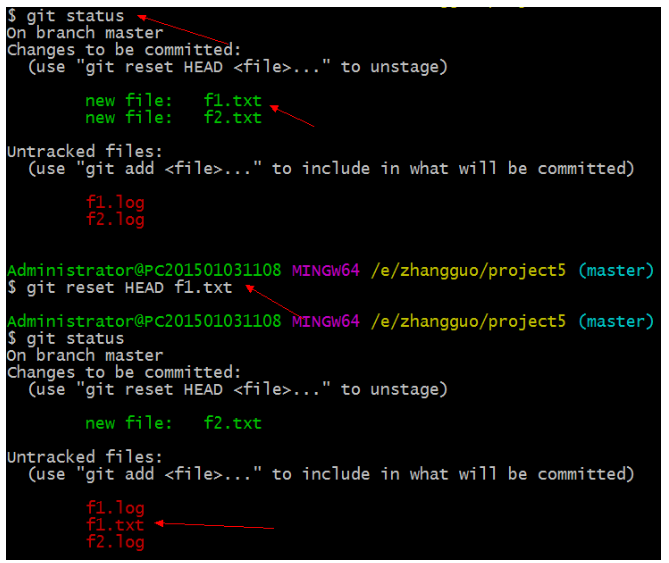 $ git status
On branch master
Changes to be committed:
  (use "git reset HEAD <file>..." to unstage)
        new file:   f1.txt
        new file:   f2.txt
Untracked files:
  (use "git add <file>..." to include in what will be committed)
        f1.log
        f2.log
Administrator@PC201501031108 MINGW64 /e/zhangguo/project5 (master)
$ git reset HEAD f1.txt
Administrator@PC201501031108 MINGW64 /e/zhangguo/project5 (master)
$ git status
On branch master
Changes to be committed:
  (use "git reset HEAD <file>..." to unstage)
        new file:   f2.txt
Untracked files:
  (use "git add <file>..." to include in what will be committed)
        f1.log
        f1.txt
        f2.log